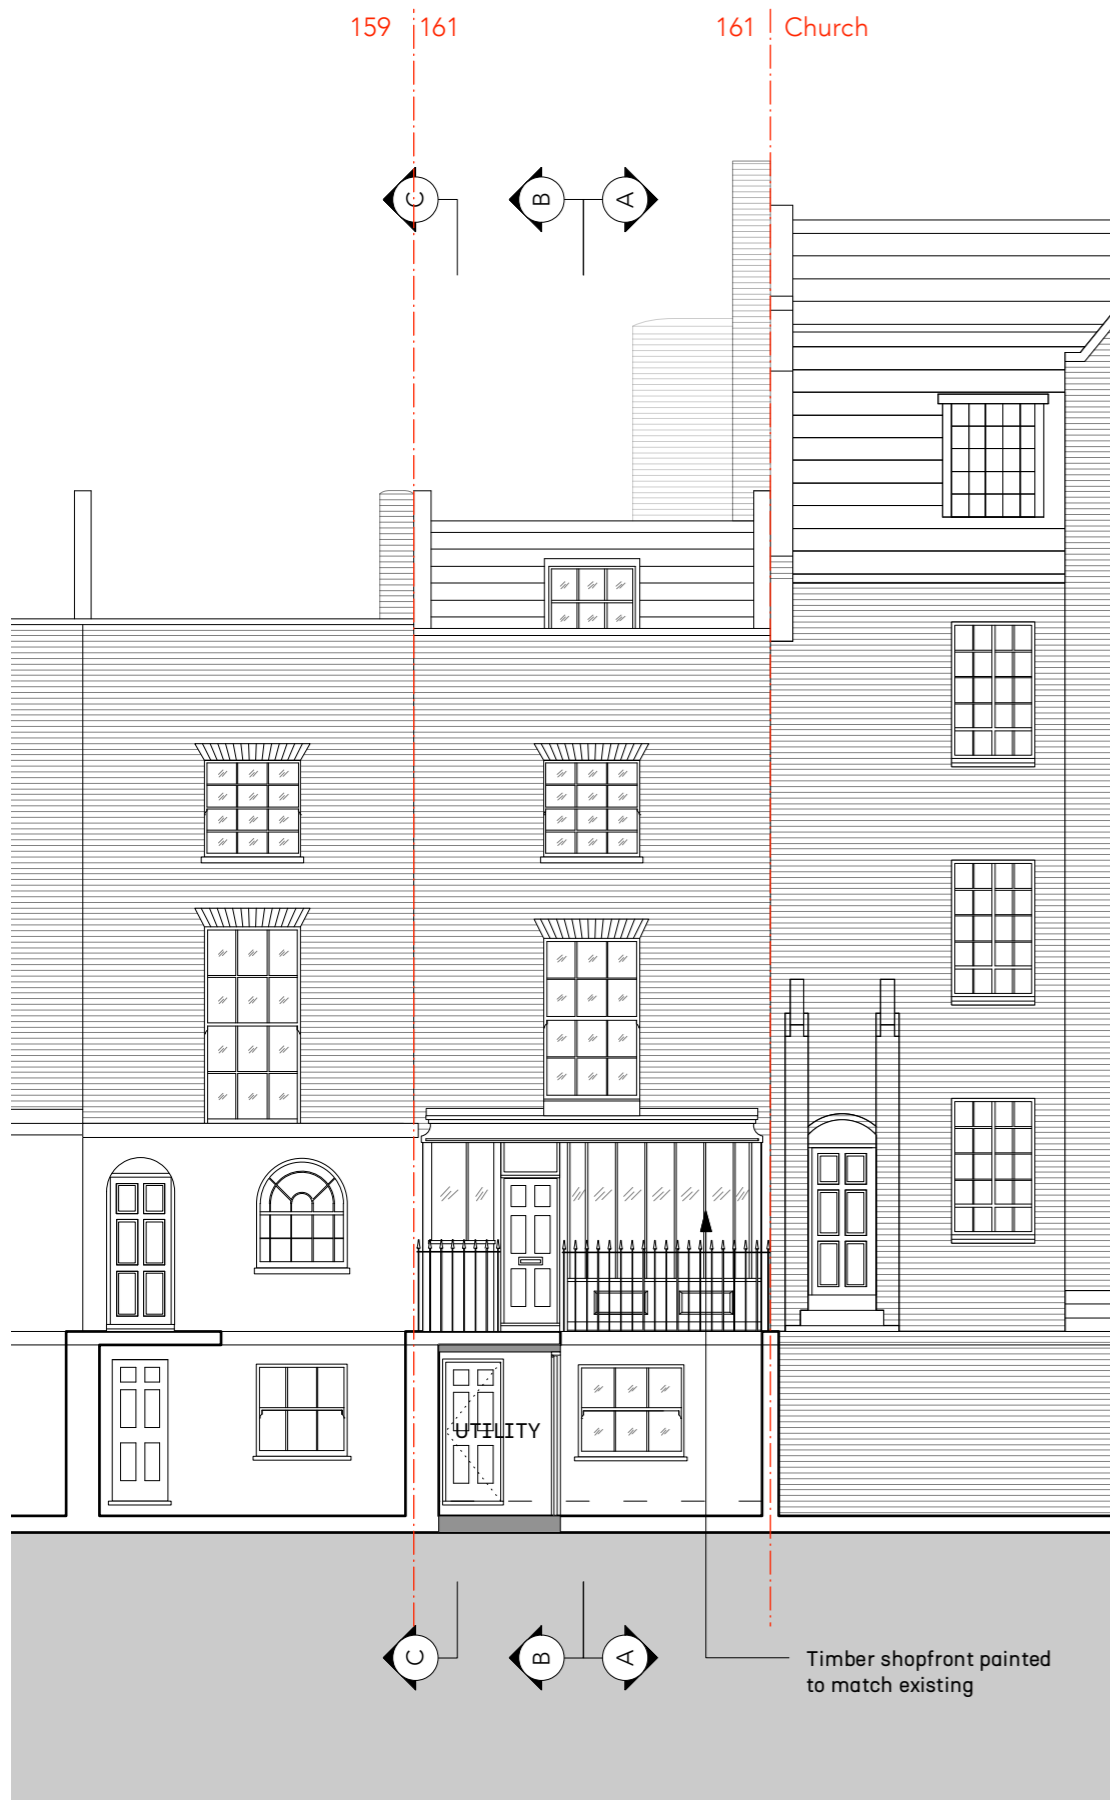 159 161
161 Church
C B A
UTILITY
C B A
Timber shopfront painted
to match existing